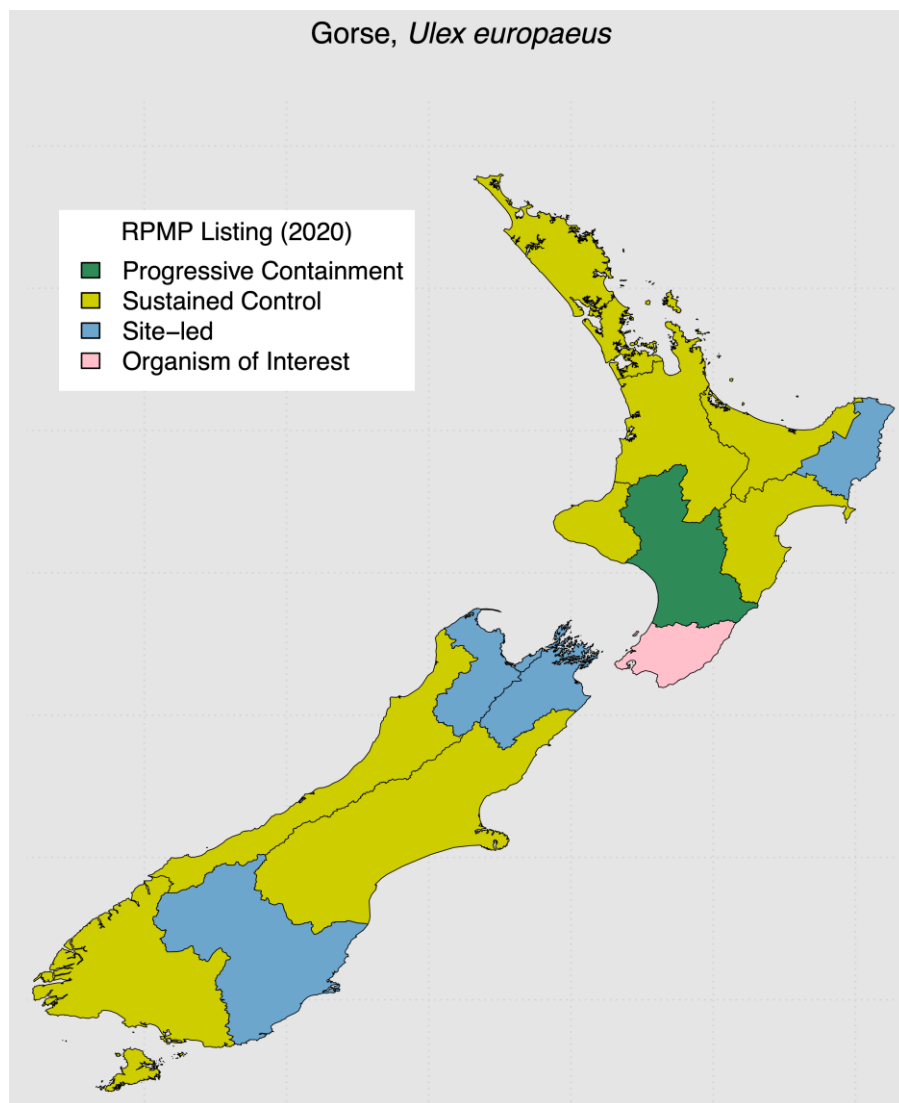 Gorse, Ulex europaeus
RPMP Listing (2020)
Progressive Containment
Sustained Control
Site−led
Organism of Interest